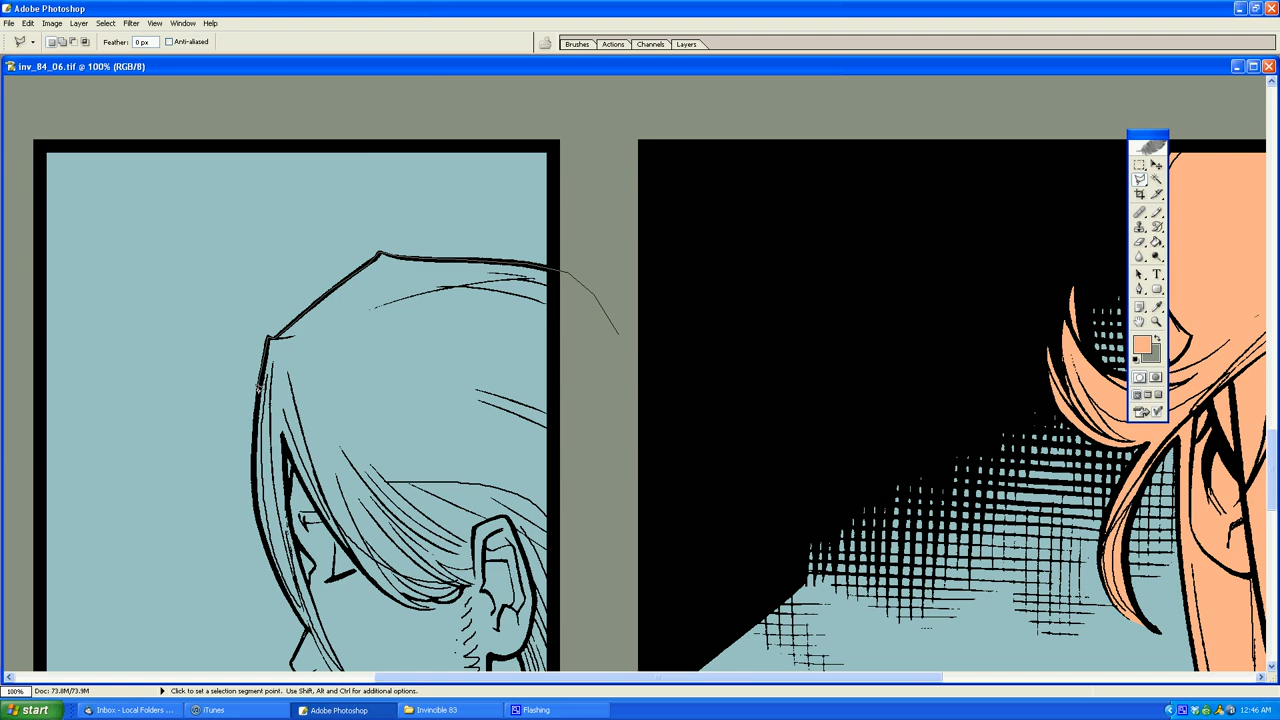 Adobe Photoshop
File Edit Image Layer Select Filter View Window Help
Feather: 0 px Anti-aliased Brushes Actions Channels Layers
inv_84_06.tif @ 100% (RGB/8)
T
100% Doc: 73.8M/73.9M Click to set a selection segment point. Use Shift, Alt and Ctrl for additional options.
start Inbox - Local Folders ... iTunes Adobe Photoshop Invincible 83 Flashing 12:46 AM